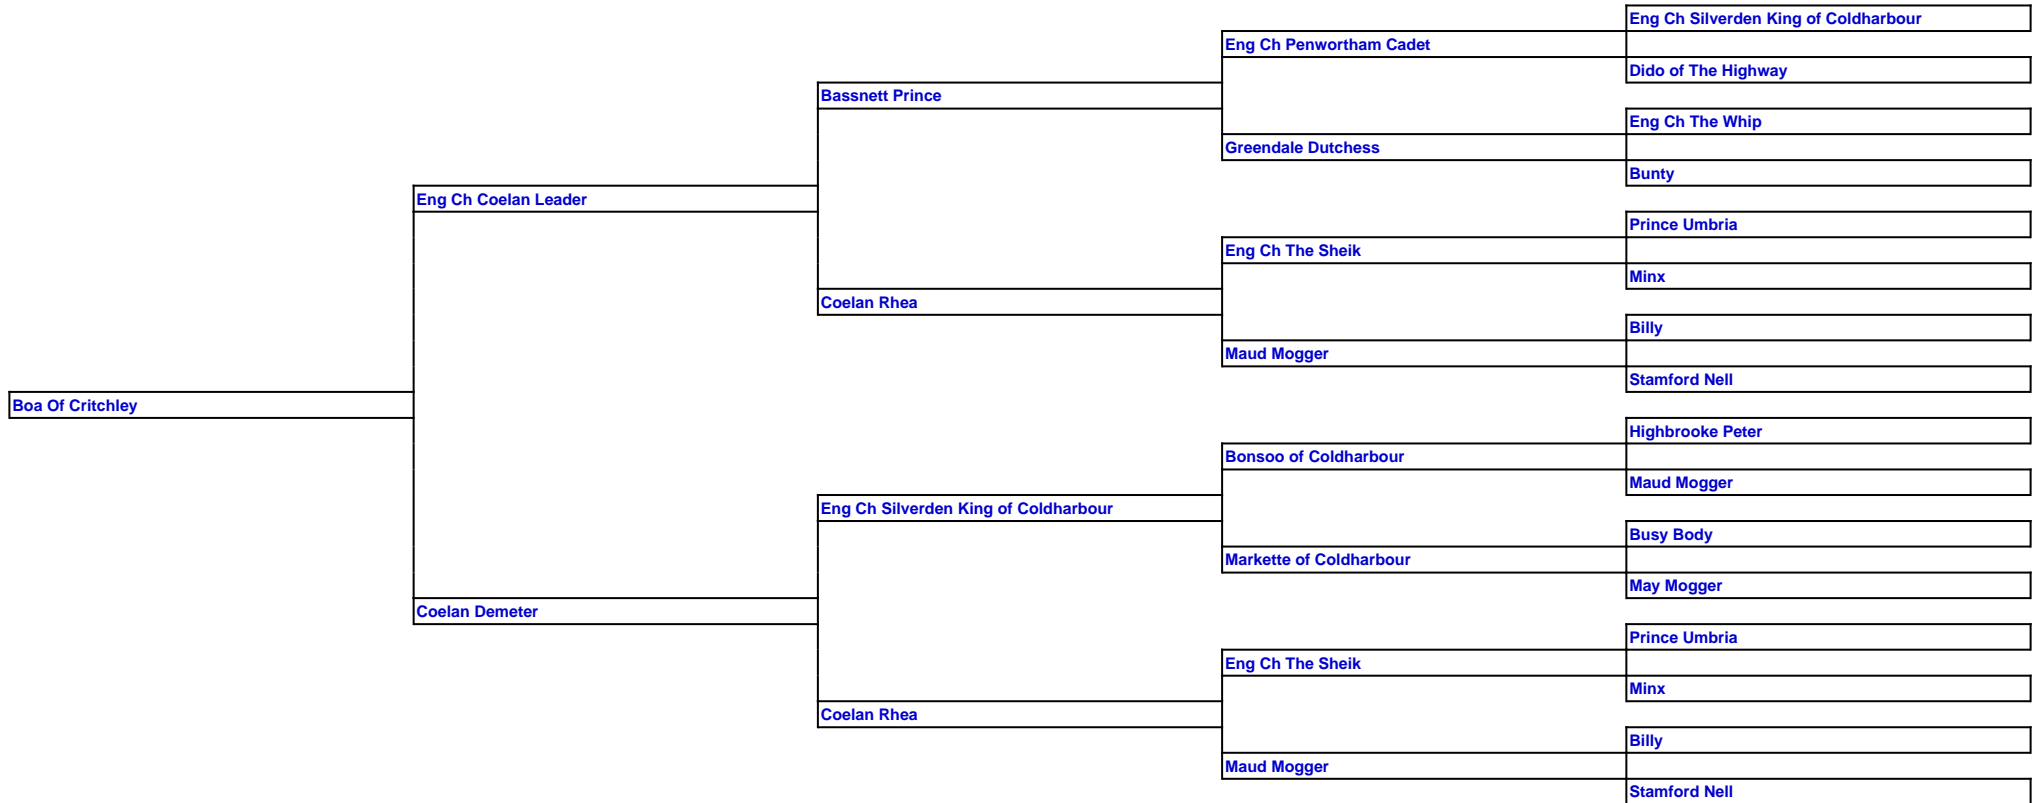 Eng Ch Silverden King of Coldharbour
Eng Ch Penwortham Cadet
Dido of The Highway
Bassnett Prince
Eng Ch The Whip
Greendale Dutchess
Bunty
Eng Ch Coelan Leader
Prince Umbria
Eng Ch The Sheik
Minx
Coelan Rhea
Billy
Maud Mogger
Stamford Nell
Boa Of Critchley
Highbrooke Peter
Bonsoo of Coldharbour
Maud Mogger
Eng Ch Silverden King of Coldharbour
Busy Body
Markette of Coldharbour
May Mogger
Coelan Demeter
Prince Umbria
Eng Ch The Sheik
Minx
Coelan Rhea
Billy
Maud Mogger
Stamford Nell